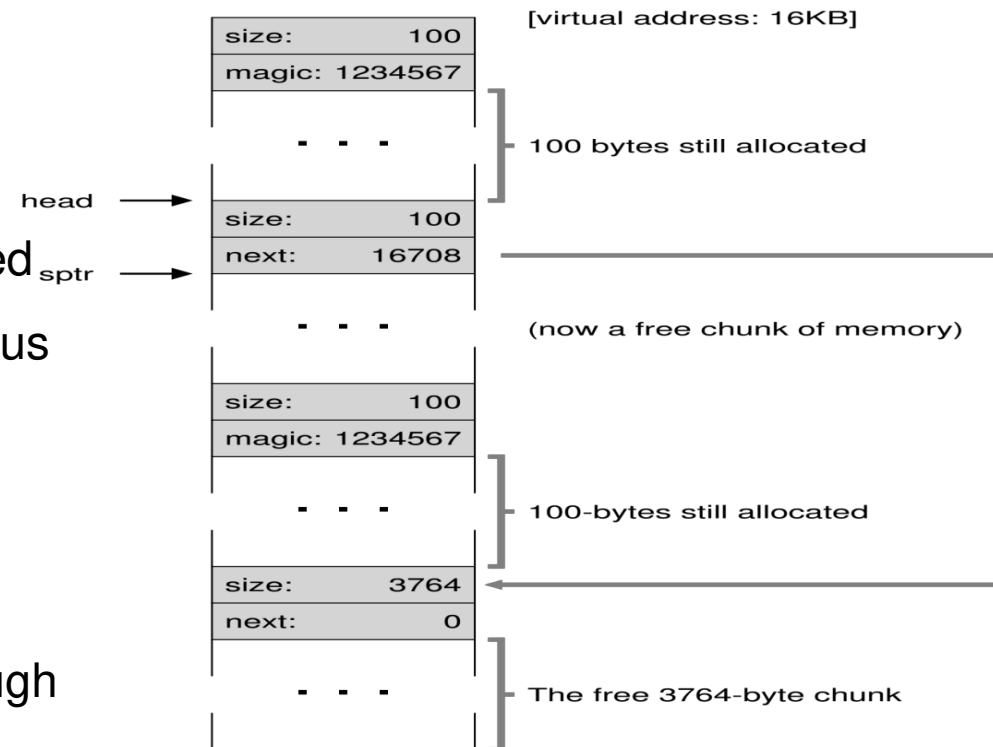 [virtual address: 16KB]
size: 100
magic: 1234567
- - -
100 bytes still allocated
head
size: 100
next: 16708
ed
sptr
- - -
(now a free chunk of memory)
us
size: 100
magic: 1234567
- - -
100-bytes still allocated
size: 3764
next: 0
ugh
- - -
The free 3764-byte chunk